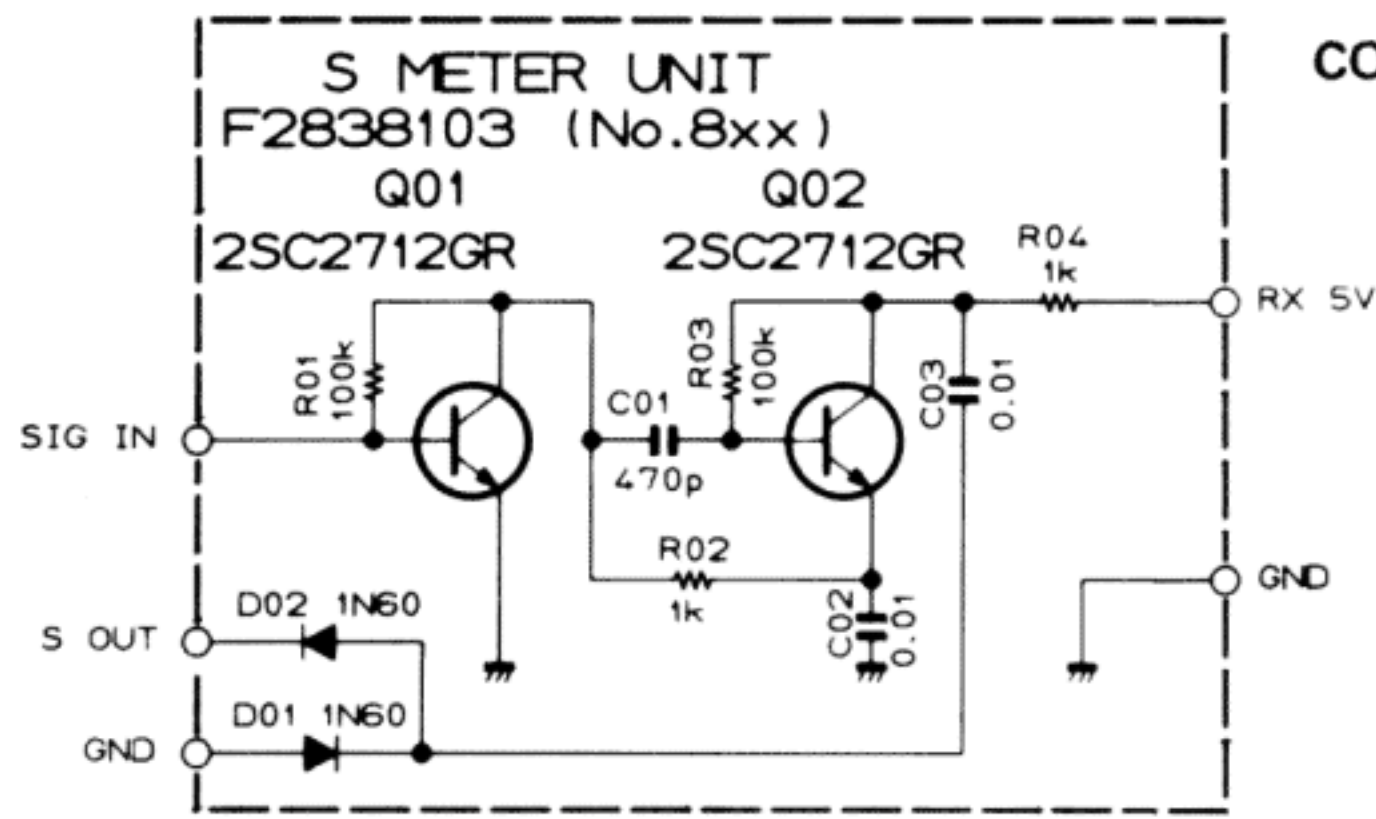 S METER UNIT
F2838103 (No.8xx)
CO
Q01
2SC2712GR
Q02
2SC2712GR
R04
1k
RX 5V
R01
100k
R03
100k
C03
0.01
C01
470p
SIG IN
R02
1k
C02
0.01
GND
D02 1N60
S OUT
D01 1N60
GND